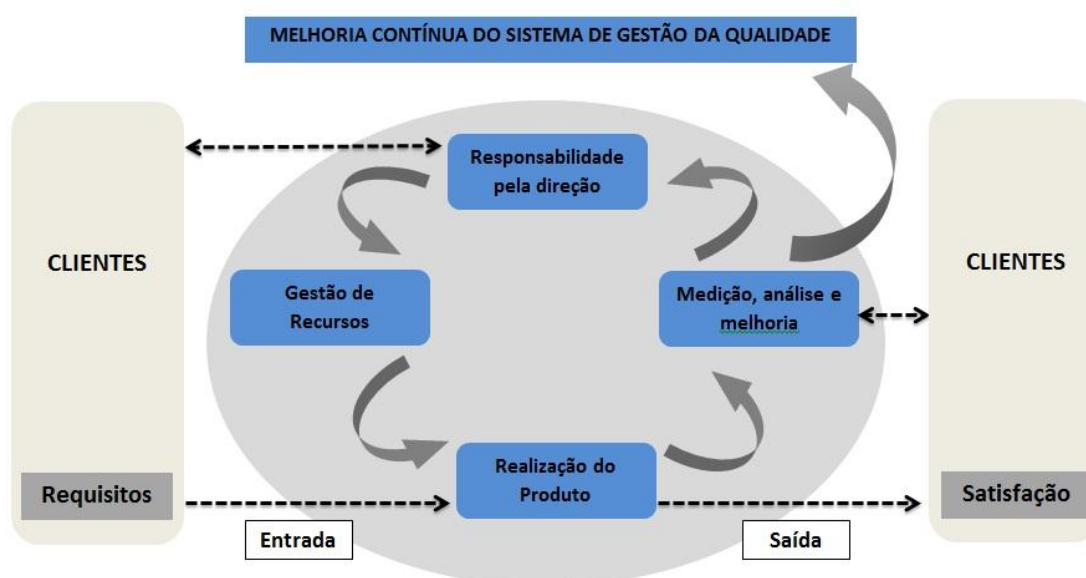 MELHORIA CONTÍNUA DO SISTEMA DE GESTÃO DA QUALIDADE
Responsabilidade
pela direção
CLIENTES
CLIENTES
Gestão de
Recursos
Medição, análise e
melhoria
Realização do
Produto
Requisitos
Satisfação
Entrada
Saída